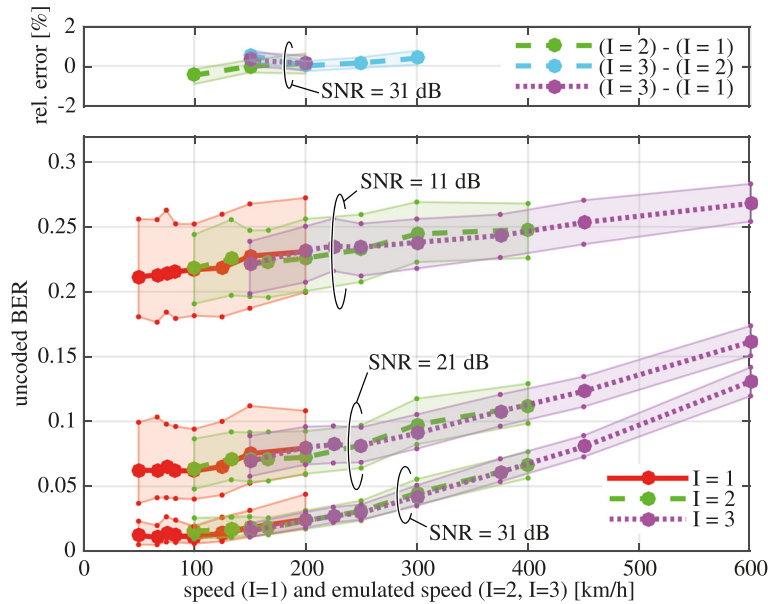 rel. error [%]
2
0
-2
SNR = 31 dB
(I = 2) - (I = 1)
(I = 3) - (I = 2)
(I = 3) - (I = 1)
uncoded BER
0.3
0.25
0.2
0.15
0.1
0.05
0
SNR = 11 dB
SNR = 21 dB
SNR = 31 dB
I = 1
I = 2
I = 3
0 100 200 300 400 500 600
speed (I=1) and emulated speed (I=2, I=3) [km/h]